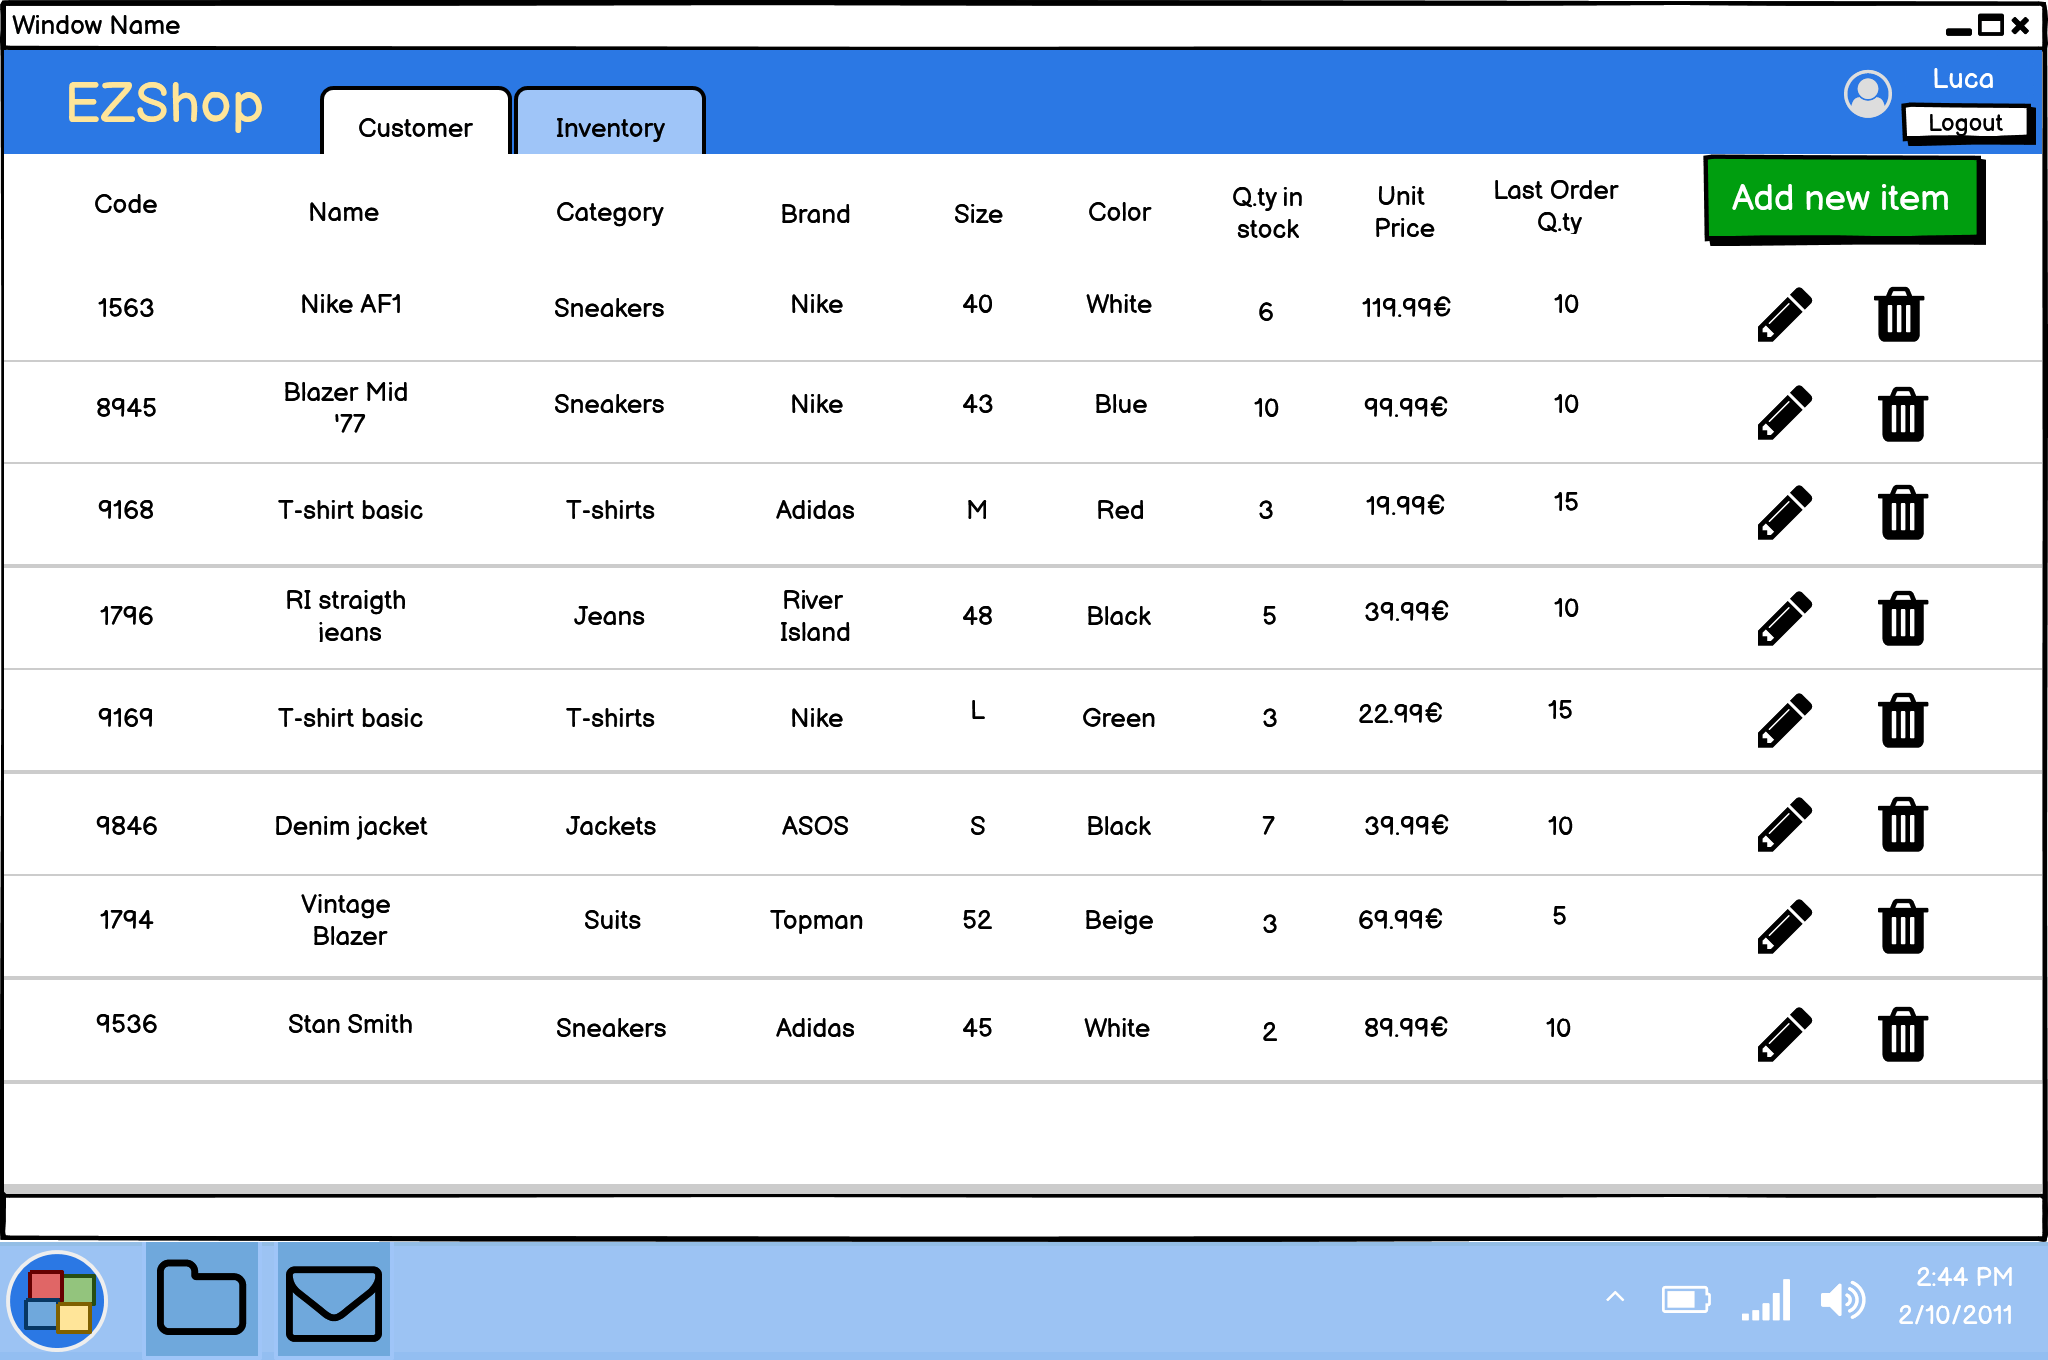 Window Name
EZShop
Customer
Inventory
Luca
Logout
Code
Name
Category
Brand
Size
Color
Q.ty in
stock
Unit
Price
Last Order
Q.ty
Add new item
1563 Nike AF1 Sneakers Nike 40 White 6 119.99€ 10
8945 Blazer Mid Sneakers Nike 43 Blue 10 99.99€ 10
'77
9168 T-shirt basic T-shirts Adidas M Red 3 19.99€ 15
RI straigth River
1796 Jeans 48 Black 5 39.99€ 10
jeans Island
9169 T-shirt basic T-shirts Nike L Green 3 22.99€ 15
9846 Denim jacket Jackets ASOS S Black 7 39.99€ 10
Vintage
1794 Suits Topman 52 Beige 3 69.99€ 5
Blazer
9536 Stan Smith Sneakers Adidas 45 White 2 89.99€ 10
2:44 PM
2/10/2011